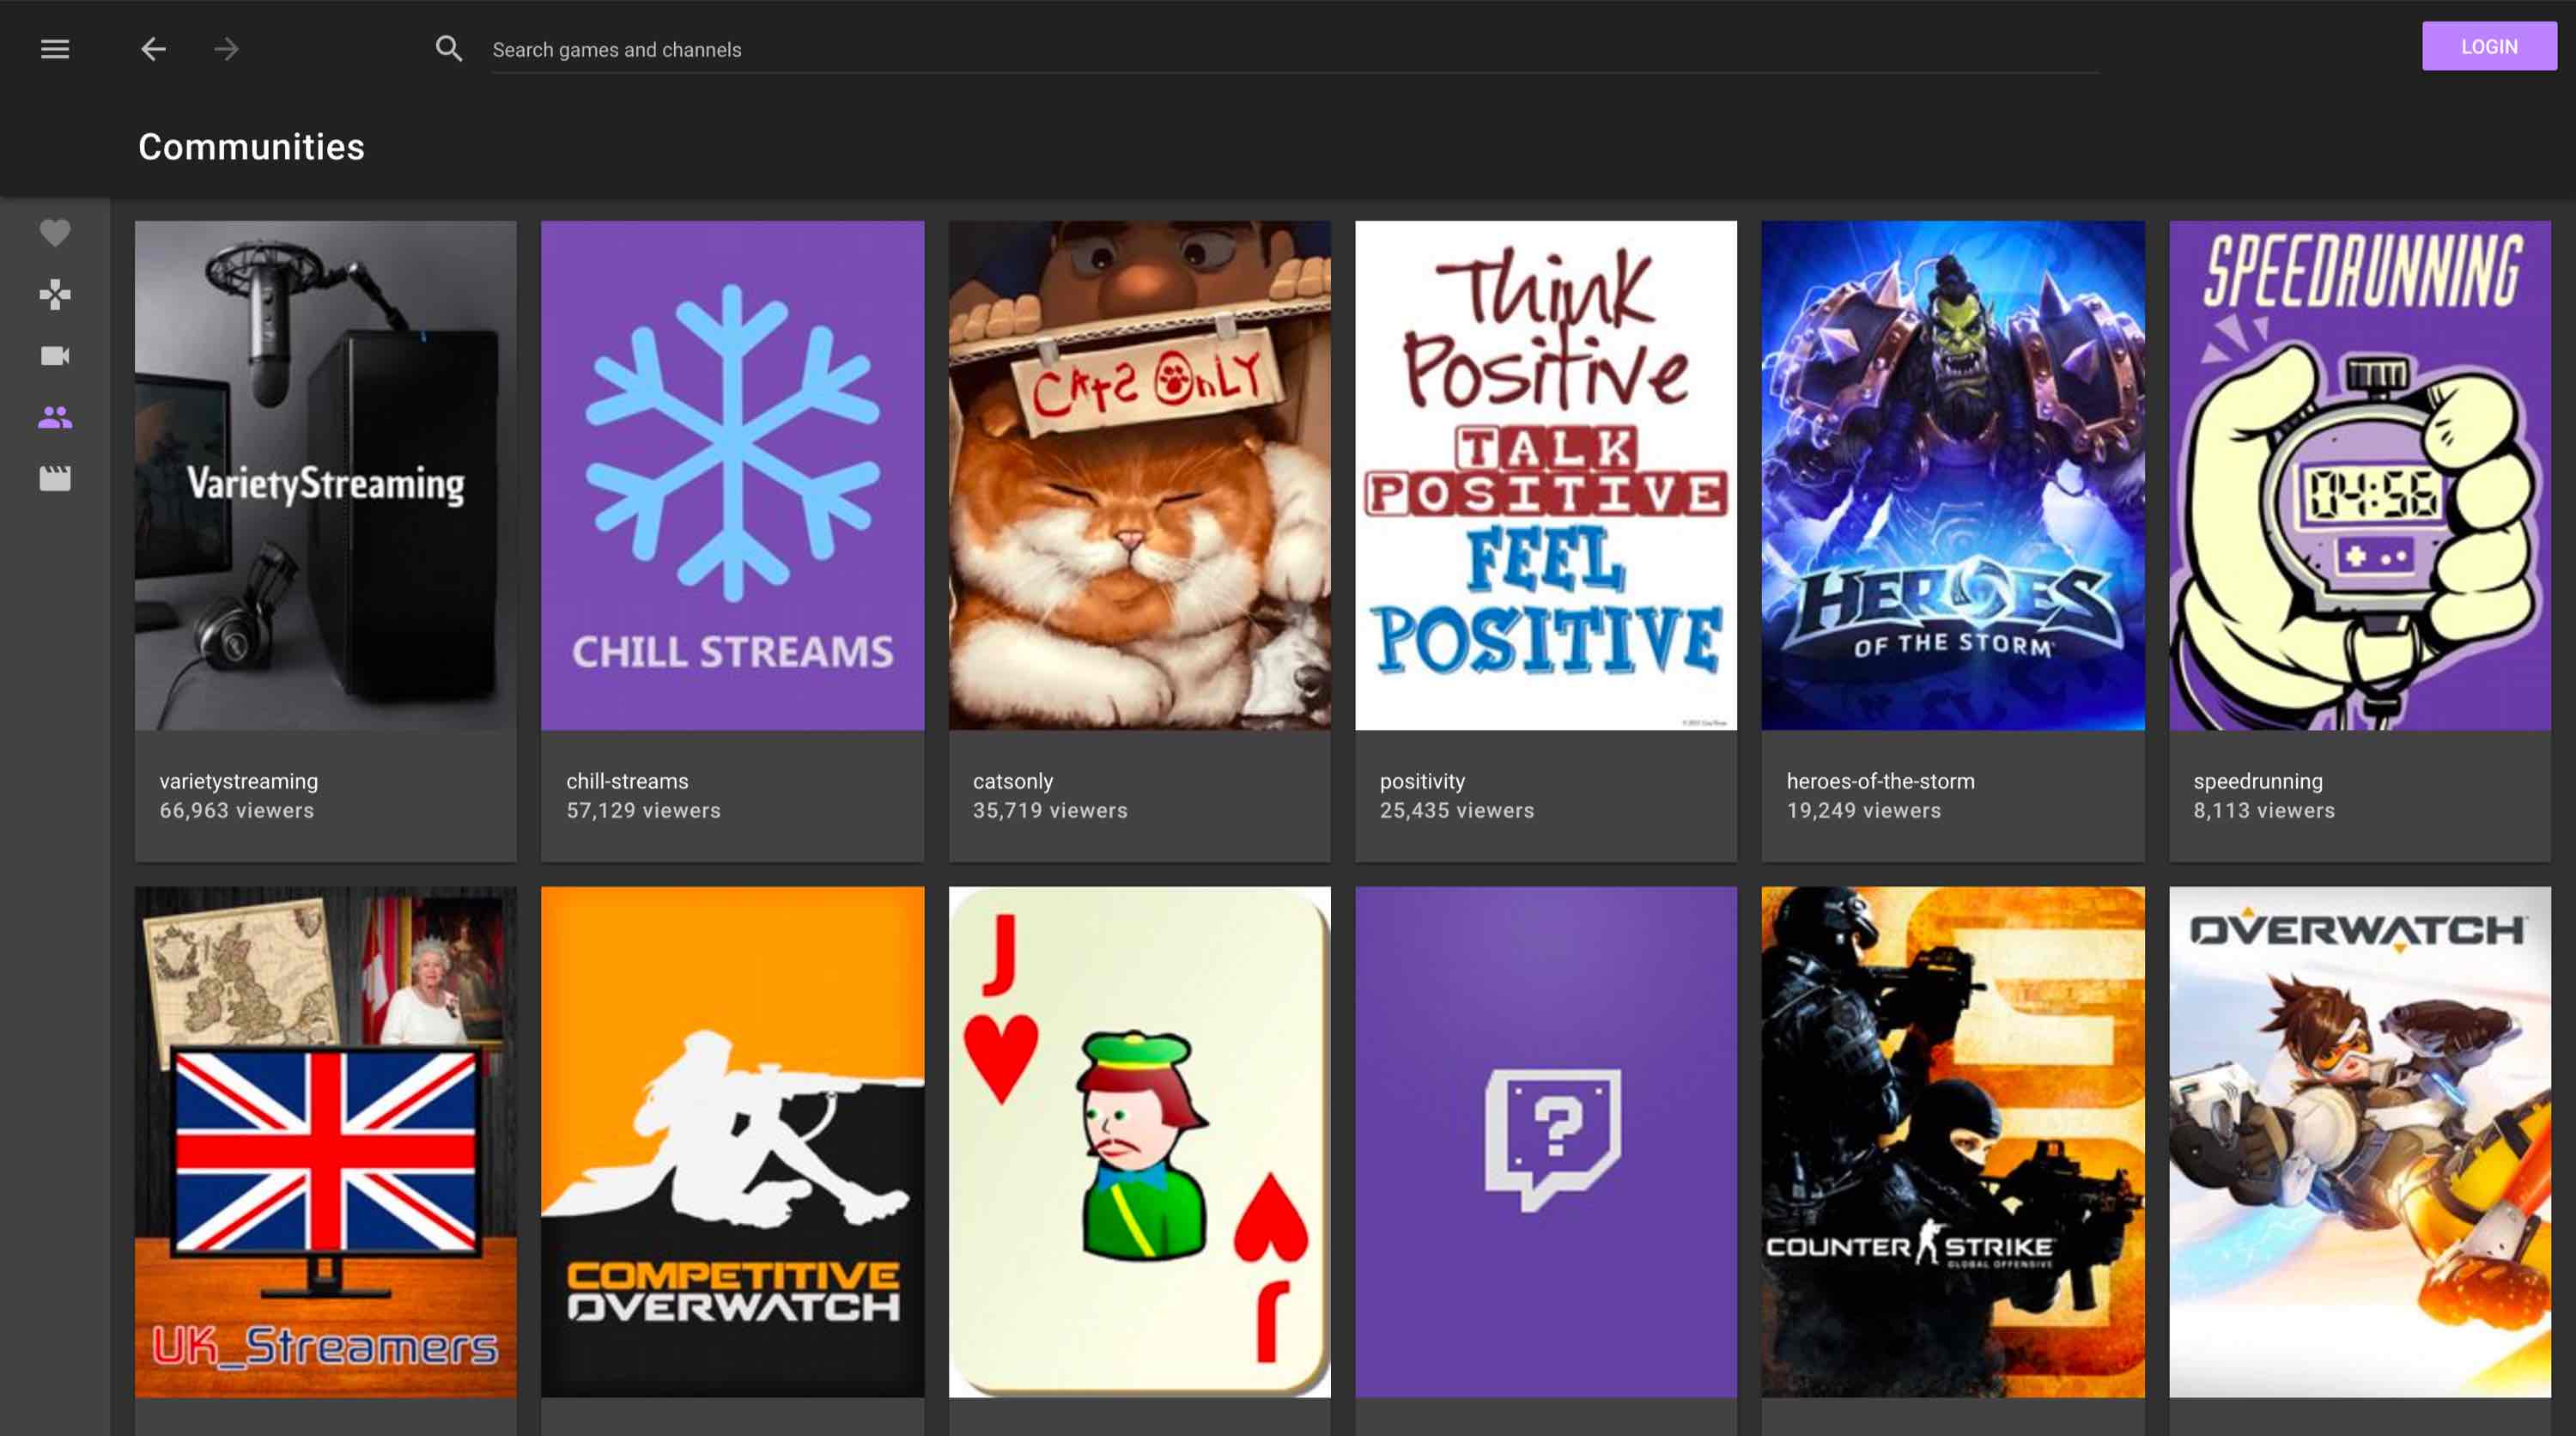 Search games and channels
LOGIN
Communities
VarietyStreaming
CHILL STREAMS
CAtS OnLY
Think
Positive
TALK
POSITIVE
FEEL
POSITIVE
HEROES
OF THE STORM
SPEEDRUNNING
04:56
varietystreaming
66,963 viewers
chill-streams
57,129 viewers
catsonly
35,719 viewers
positivity
25,435 viewers
heroes-of-the-storm
19,249 viewers
speedrunning
8,113 viewers
UK_Streamers
COMPETITIVE
OVERWATCH
J
J
?
COUNTER STRIKE
GLOBAL OFFENSIVE
OVERWATCH